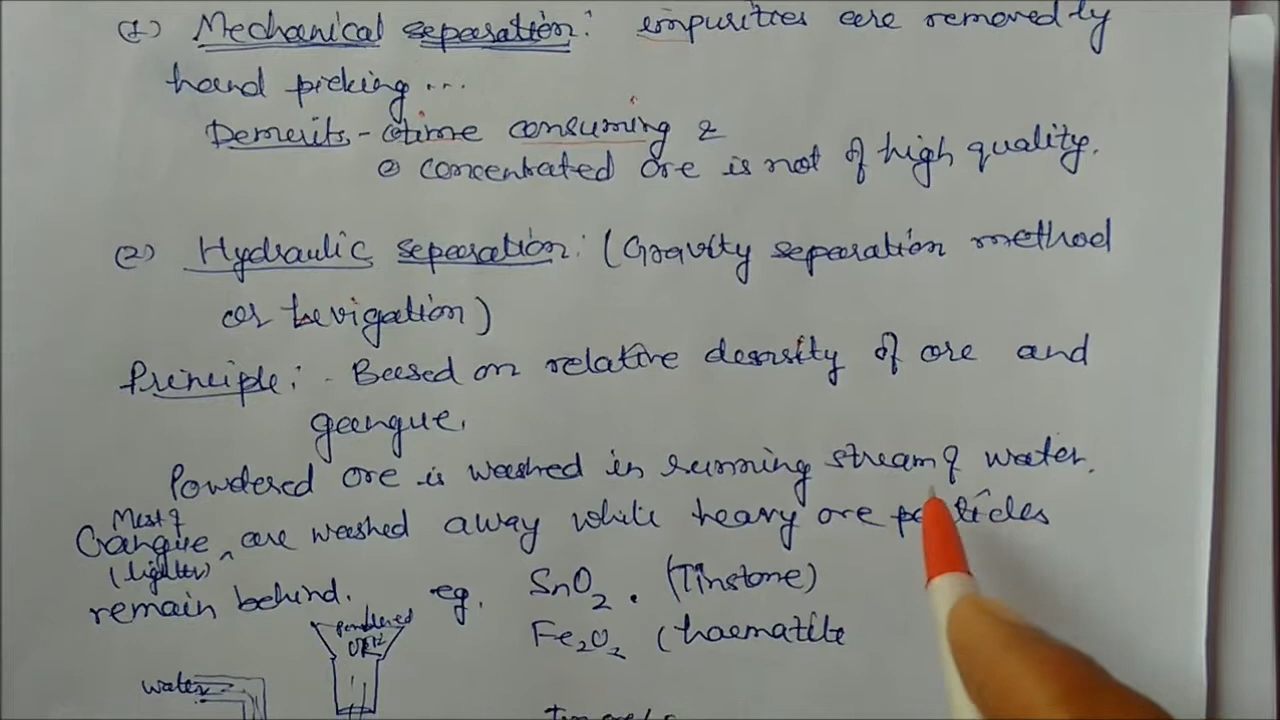 (1) Mechanical separation: impurities are removed by
hand picking...
Demerits - ① time consuming &
② concentrated ore is not of high quality.
(2) Hydraulic separation: (Gravity separation method
or Levigation)
Principle: - Based on relative density of ore and
gangue.
Powdered ore is washed in running stream of water.
Most of
Gangue ^ are washed away while heavy ore particles
(lighter)
remain behind. eg. SnO2. (Tinstone)
Fe2O2 (haematite
powdered
ORE
water